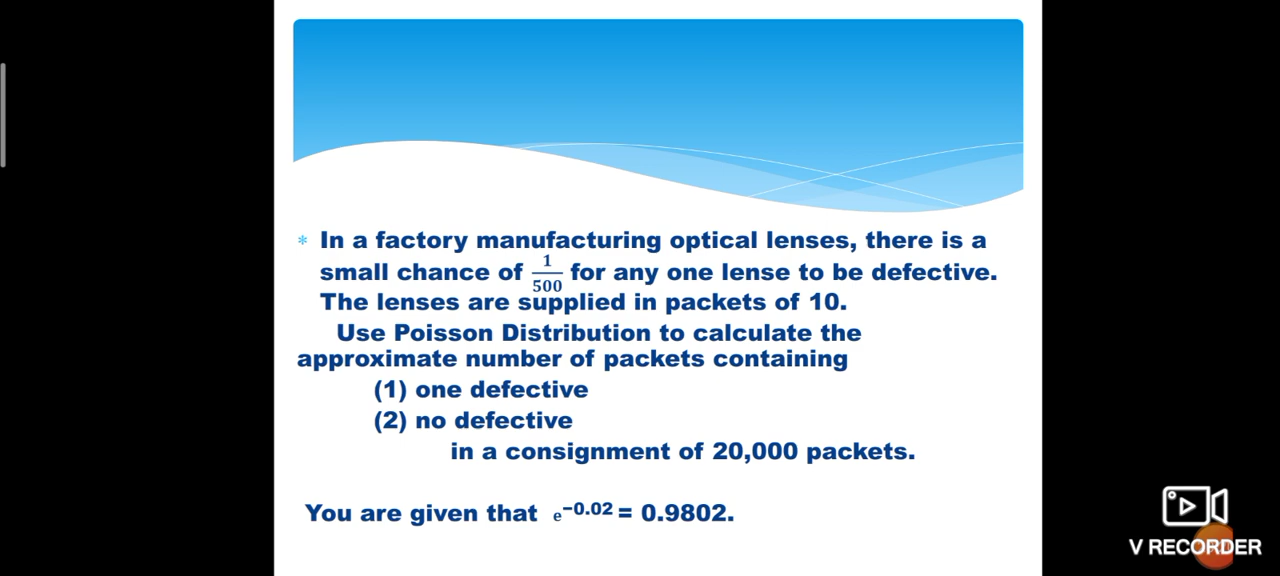 * In a factory manufacturing optical lenses, there is a
small chance of 1/500 for any one lense to be defective.
The lenses are supplied in packets of 10.
Use Poisson Distribution to calculate the
approximate number of packets containing
(1) one defective
(2) no defective
in a consignment of 20,000 packets.
You are given that e^−0.02 = 0.9802.
V RECORDER